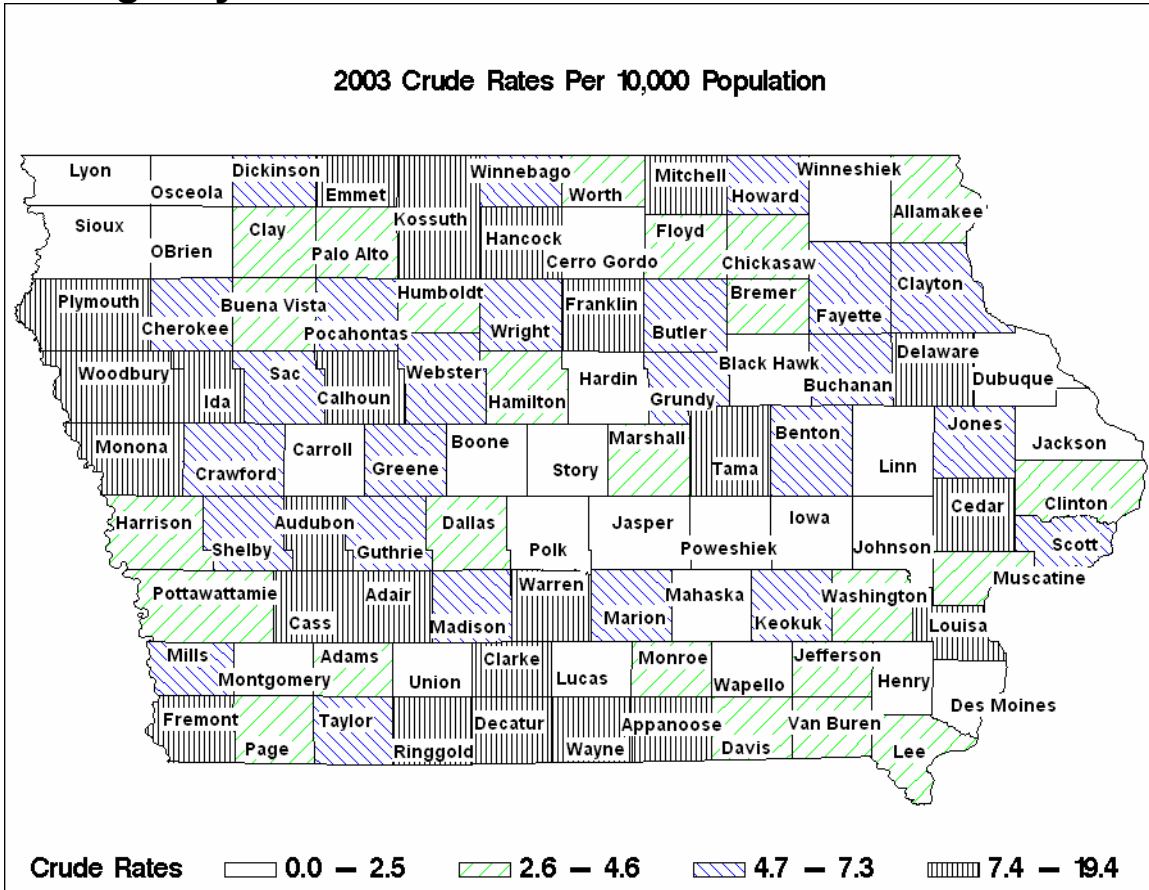 2003 Crude Rates Per 10,000 Population
Lyon
Osceola
Dickinson
Emmet
Kossuth
Winnebago
Worth
Mitchell
Howard
Winneshiek
Allamakee
Sioux
OBrien
Clay
Palo Alto
Hancock
Cerro Gordo
Floyd
Chickasaw
Plymouth
Cherokee
Buena Vista
Pocahontas
Humboldt
Wright
Franklin
Butler
Bremer
Fayette
Clayton
Woodbury
Ida
Sac
Calhoun
Webster
Hamilton
Hardin
Grundy
Black Hawk
Buchanan
Delaware
Dubuque
Monona
Crawford
Carroll
Greene
Boone
Story
Marshall
Tama
Benton
Linn
Jones
Jackson
Harrison
Shelby
Audubon
Guthrie
Dallas
Polk
Jasper
Poweshiek
Iowa
Johnson
Cedar
Clinton
Scott
Muscatine
Pottawattamie
Cass
Adair
Madison
Warren
Marion
Mahaska
Keokuk
Washington
Louisa
Mills
Montgomery
Adams
Union
Clarke
Lucas
Monroe
Wapello
Jefferson
Henry
Des Moines
Fremont
Page
Taylor
Ringgold
Decatur
Wayne
Appanoose
Davis
Van Buren
Lee
Crude Rates 0.0 – 2.5 2.6 – 4.6 4.7 – 7.3 7.4 – 19.4